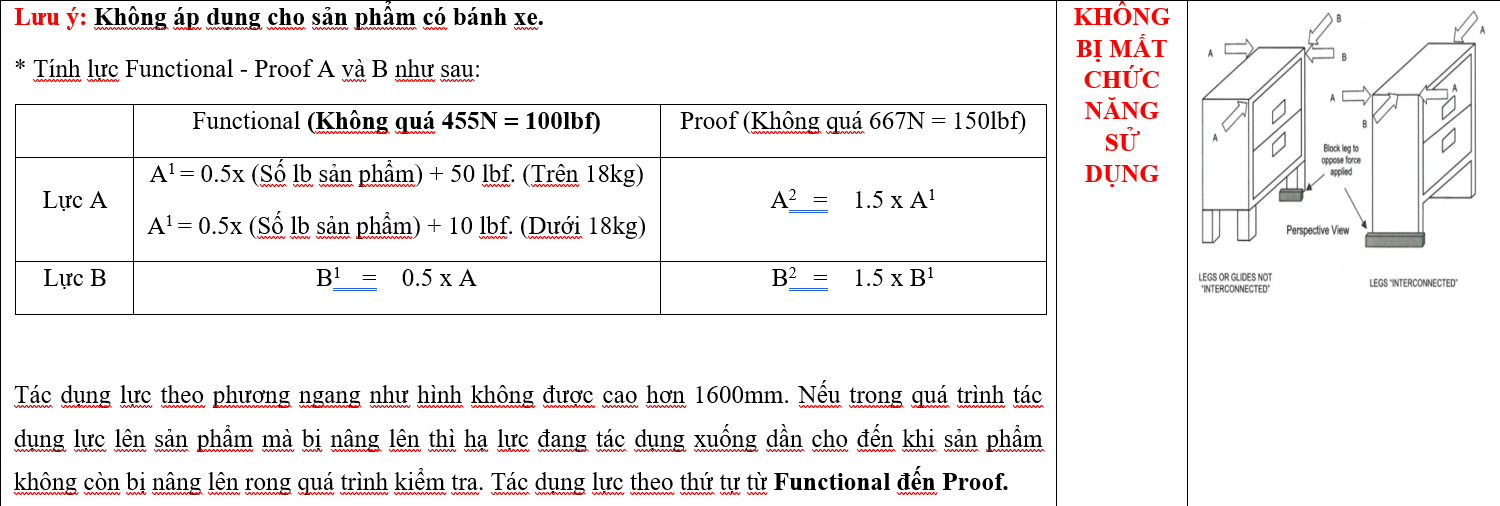 Lưu ý: Không áp dụng cho sản phẩm có bánh xe.
* Tính lực Functional - Proof A và B như sau:
Functional (Không quá 455N = 100lbf)
Proof (Không quá 667N = 150lbf)
Lực A
A¹ = 0.5x (Số lb sản phẩm) + 50 lbf. (Trên 18kg)
A¹ = 0.5x (Số lb sản phẩm) + 10 lbf. (Dưới 18kg)
A² = 1.5 x A¹
Lực B
B¹ = 0.5 x A
B² = 1.5 x B¹
Tác dụng lực theo phương ngang như hình không được cao hơn 1600mm. Nếu trong quá trình tác
dụng lực lên sản phẩm mà bị nâng lên thì hạ lực đang tác dụng xuống dần cho đến khi sản phẩm
không còn bị nâng lên rong quá trình kiểm tra. Tác dụng lực theo thứ tự từ Functional đến Proof.
KHÔNG
BỊ MẤT
CHỨC
NĂNG
SỬ
DỤNG
B
A
B
A
A
A
A
B
Block leg to
oppose force
applied
Perspective View
LEGS OR GLIDES NOT
"INTERCONNECTED"
LEGS "INTERCONNECTED"